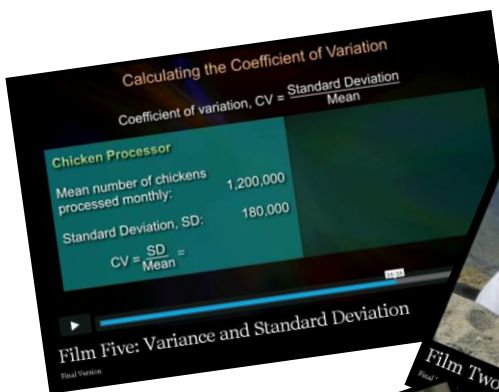 Calculating the Coefficient of Variation
Coefficient of variation, CV = Standard Deviation
Mean
Chicken Processor
Mean number of chickens
processed monthly: 1,200,000
Standard Deviation, SD: 180,000
CV = SD =
Mean
Film Five: Variance and Standard Deviation
Final Version
Film Two
Final